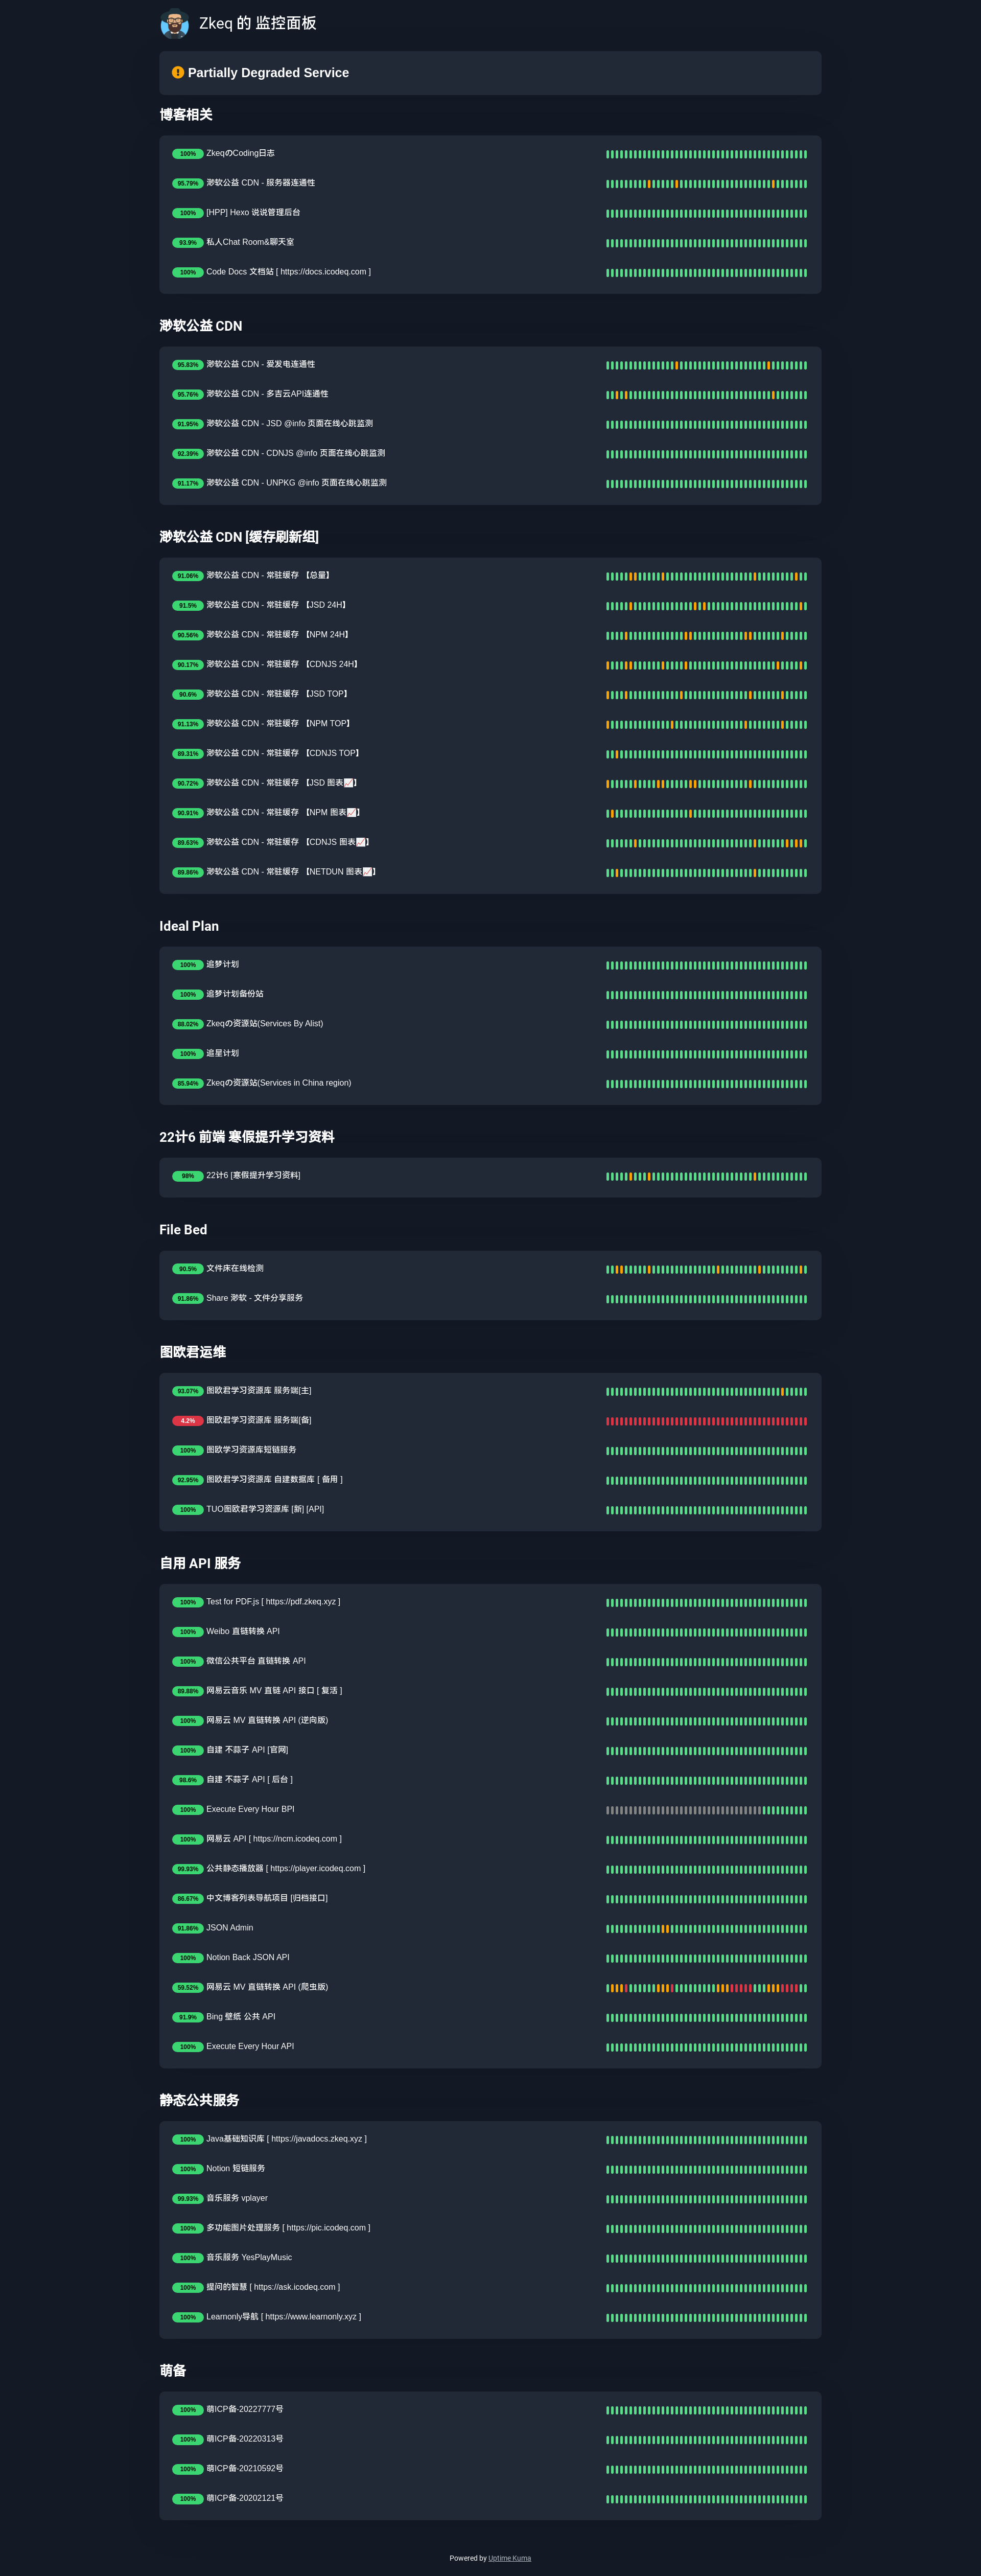 Zkeq 的 监控面板
Partially Degraded Service
博客相关
100% ZkeqのCoding日志
95.79% 渺软公益 CDN - 服务器连通性
100% [HPP] Hexo 说说管理后台
93.9% 私人Chat Room&聊天室
100% Code Docs 文档站 [ https://docs.icodeq.com ]
渺软公益 CDN
95.83% 渺软公益 CDN - 爱发电连通性
95.76% 渺软公益 CDN - 多吉云API连通性
91.95% 渺软公益 CDN - JSD @info 页面在线心跳监测
92.39% 渺软公益 CDN - CDNJS @info 页面在线心跳监测
91.17% 渺软公益 CDN - UNPKG @info 页面在线心跳监测
渺软公益 CDN [缓存刷新组]
91.06% 渺软公益 CDN - 常驻缓存 【总量】
91.5% 渺软公益 CDN - 常驻缓存 【JSD 24H】
90.56% 渺软公益 CDN - 常驻缓存 【NPM 24H】
90.17% 渺软公益 CDN - 常驻缓存 【CDNJS 24H】
90.6% 渺软公益 CDN - 常驻缓存 【JSD TOP】
91.13% 渺软公益 CDN - 常驻缓存 【NPM TOP】
89.31% 渺软公益 CDN - 常驻缓存 【CDNJS TOP】
90.72% 渺软公益 CDN - 常驻缓存 【JSD 图表📈】
90.91% 渺软公益 CDN - 常驻缓存 【NPM 图表📈】
89.63% 渺软公益 CDN - 常驻缓存 【CDNJS 图表📈】
89.86% 渺软公益 CDN - 常驻缓存 【NETDUN 图表📈】
Ideal Plan
100% 追梦计划
100% 追梦计划备份站
88.02% Zkeqの资源站(Services By Alist)
100% 追星计划
85.94% Zkeqの资源站(Services in China region)
22计6 前端 寒假提升学习资料
98% 22计6 [寒假提升学习资料]
File Bed
90.5% 文件床在线检测
91.86% Share 渺软 - 文件分享服务
图欧君运维
93.07% 图欧君学习资源库 服务端[主]
4.2% 图欧君学习资源库 服务端[备]
100% 图欧学习资源库短链服务
92.95% 图欧君学习资源库 自建数据库 [ 备用 ]
100% TUO图欧君学习资源库 [新] [API]
自用 API 服务
100% Test for PDF.js [ https://pdf.zkeq.xyz ]
100% Weibo 直链转换 API
100% 微信公共平台 直链转换 API
89.88% 网易云音乐 MV 直链 API 接口 [ 复活 ]
100% 网易云 MV 直链转换 API (逆向版)
100% 自建 不蒜子 API [官网]
98.6% 自建 不蒜子 API [ 后台 ]
100% Execute Every Hour BPI
100% 网易云 API [ https://ncm.icodeq.com ]
99.93% 公共静态播放器 [ https://player.icodeq.com ]
86.67% 中文博客列表导航项目 [归档接口]
91.86% JSON Admin
100% Notion Back JSON API
59.52% 网易云 MV 直链转换 API (爬虫版)
91.9% Bing 壁纸 公共 API
100% Execute Every Hour API
静态公共服务
100% Java基础知识库 [ https://javadocs.zkeq.xyz ]
100% Notion 短链服务
99.93% 音乐服务 vplayer
100% 多功能图片处理服务 [ https://pic.icodeq.com ]
100% 音乐服务 YesPlayMusic
100% 提问的智慧 [ https://ask.icodeq.com ]
100% Learnonly导航 [ https://www.learnonly.xyz ]
萌备
100% 萌ICP备-20227777号
100% 萌ICP备-20220313号
100% 萌ICP备-20210592号
100% 萌ICP备-20202121号
Powered by Uptime Kuma